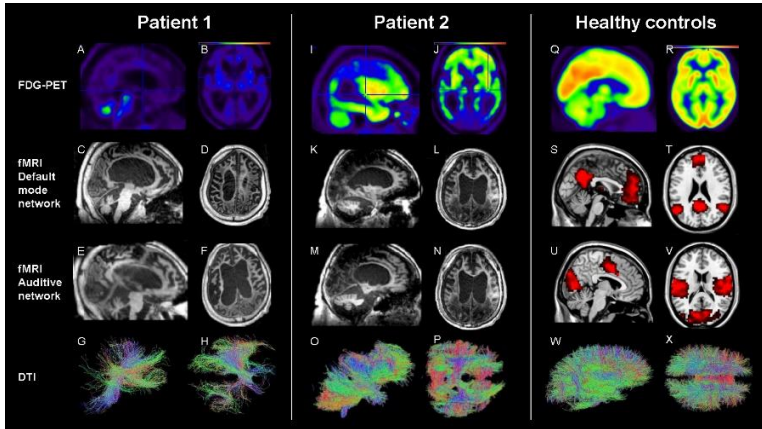 Patient 1 Patient 2 Healthy controls
A B I J Q R
FDG-PET
C D K L S T
fMRI
Default
mode
network
E F M N U V
fMRI
Auditive
network
G H O P W X
DTI